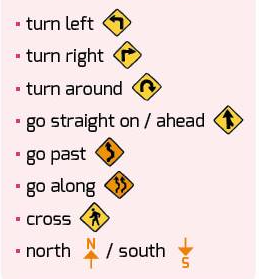 • turn left
• turn right
• turn around
• go straight on / ahead
• go past
• go along
• cross
• north N / south S